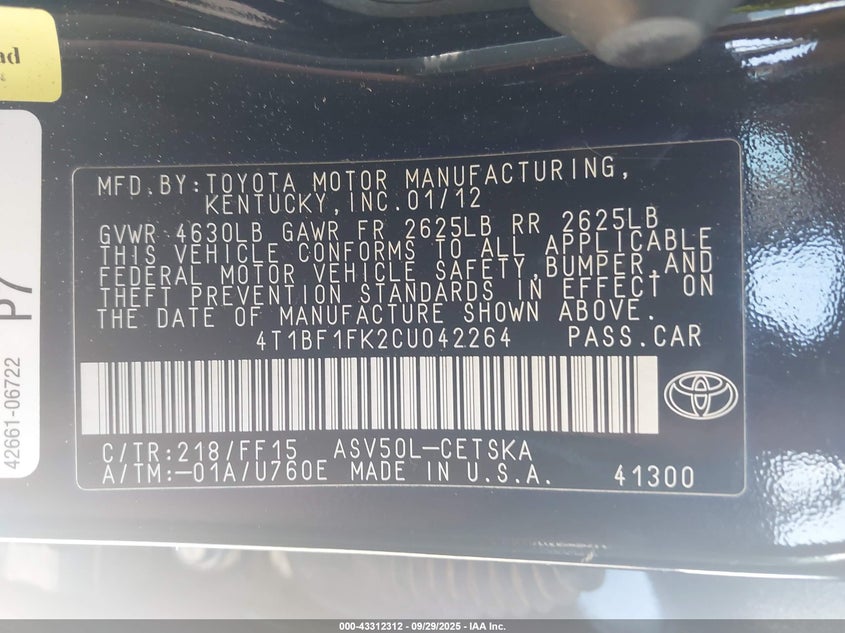 ad
P7
42661-06722
MFD.BY:TOYOTA MOTOR MANUFACTURING,
KENTUCKY,INC.01/12
GVWR 4630LB GAWR FR 2625LB RR 2625LB
THIS VEHICLE CONFORMS TO ALL APPLICABLE
FEDERAL MOTOR VEHICLE SAFETY,BUMPER,AND
THEFT PREVENTION STANDARDS IN EFFECT ON
THE DATE OF MANUFACTURE SHOWN ABOVE.
4T1BF1FK2CU042264 PASS.CAR
C/TR:218/FF15 ASV50L-CETSKA
A/TM:-01A/U760E MADE IN U.S.A. 41300
000-43312312 - 09/29/2025 - IAA Inc.